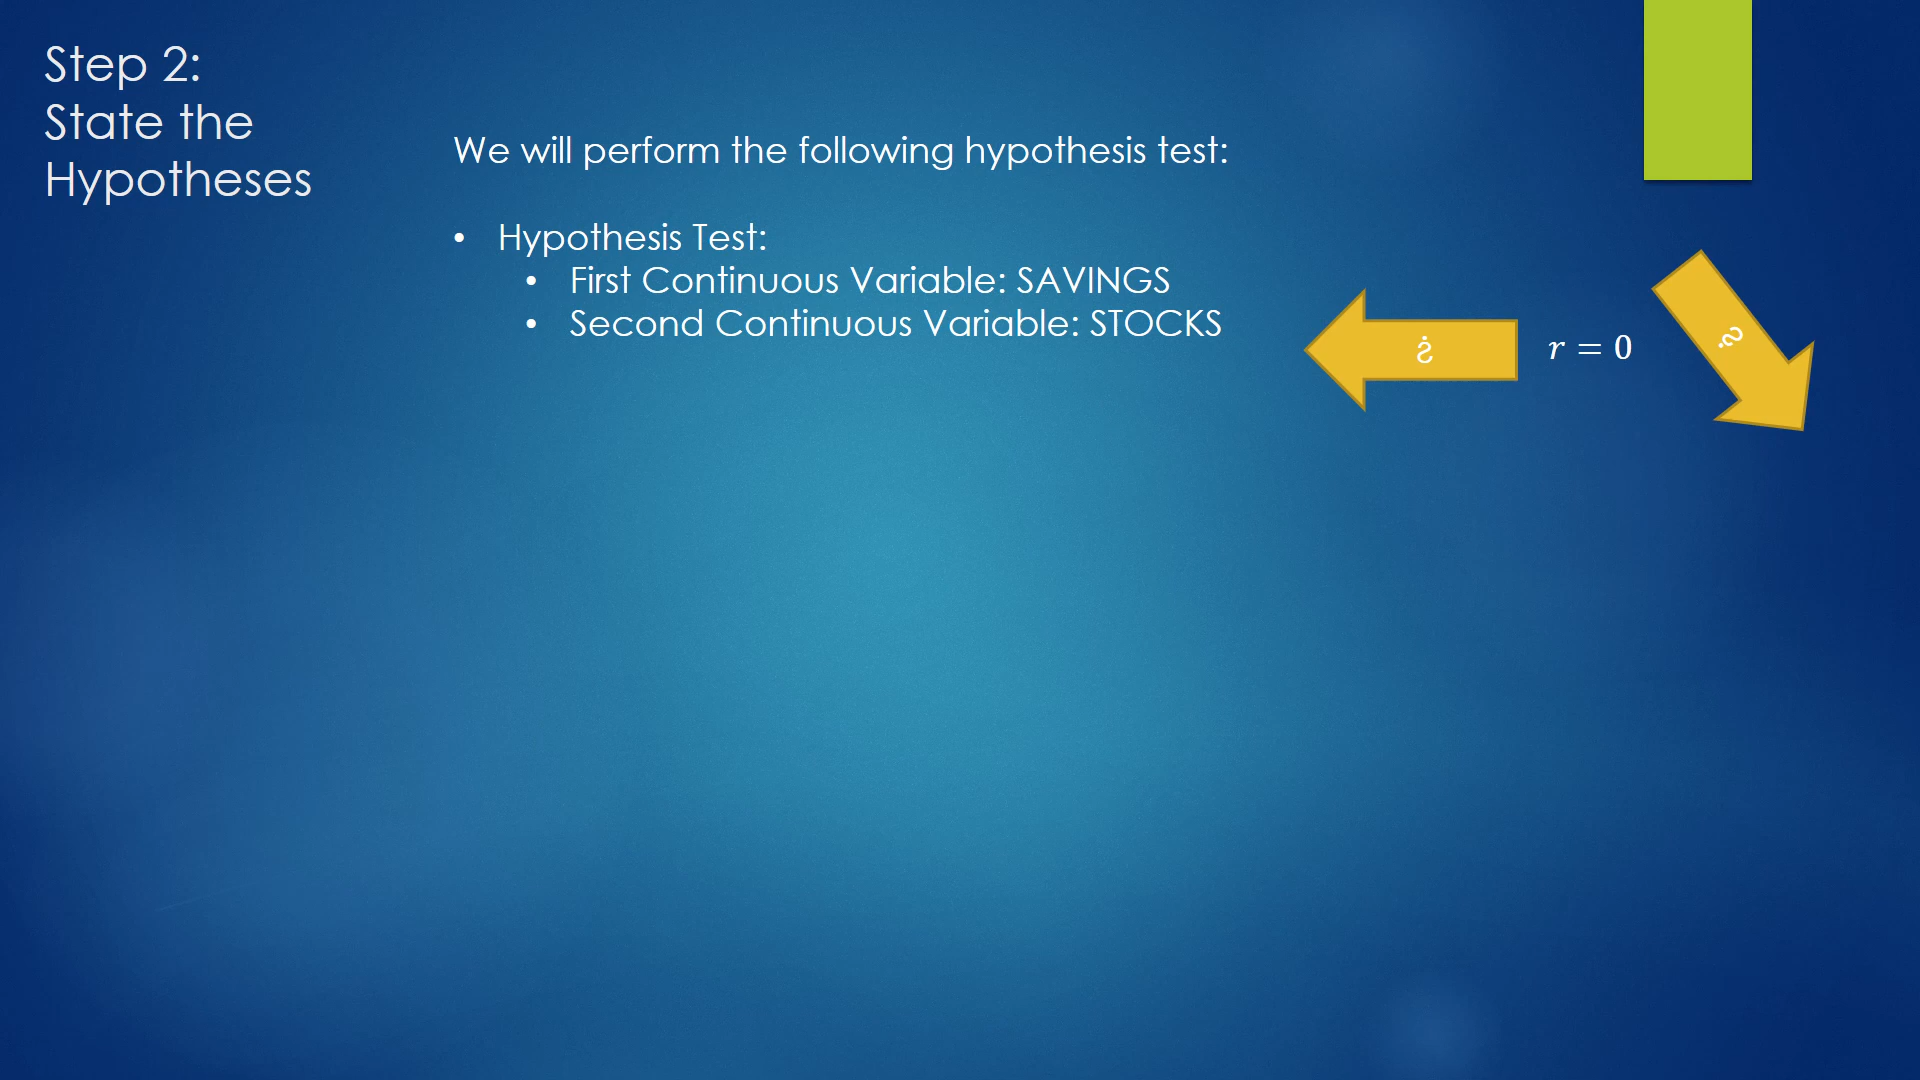 Step 2:
State the
Hypotheses
We will perform the following hypothesis test:
• Hypothesis Test:
• First Continuous Variable: SAVINGS
• Second Continuous Variable: STOCKS
?
r = 0
?